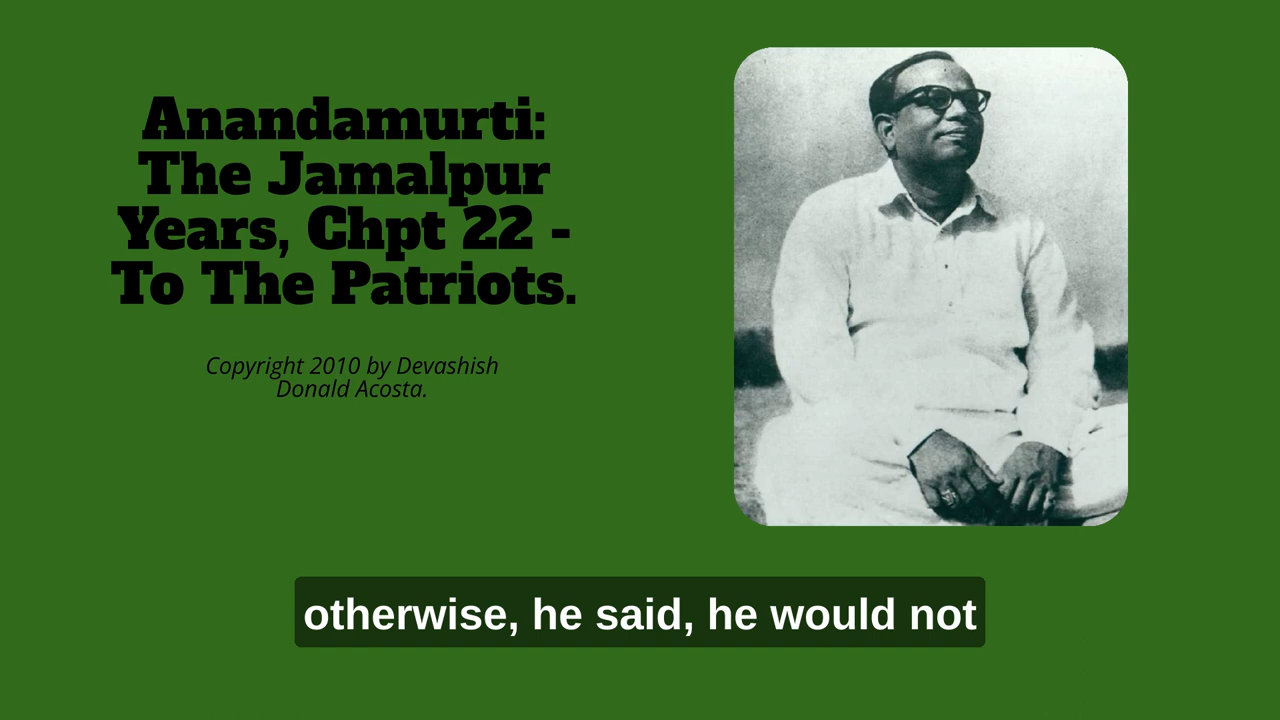 Anandamurti:
The Jamalpur
Years, Chpt 22 -
To The Patriots.
Copyright 2010 by Devashish
Donald Acosta.
otherwise, he said, he would not